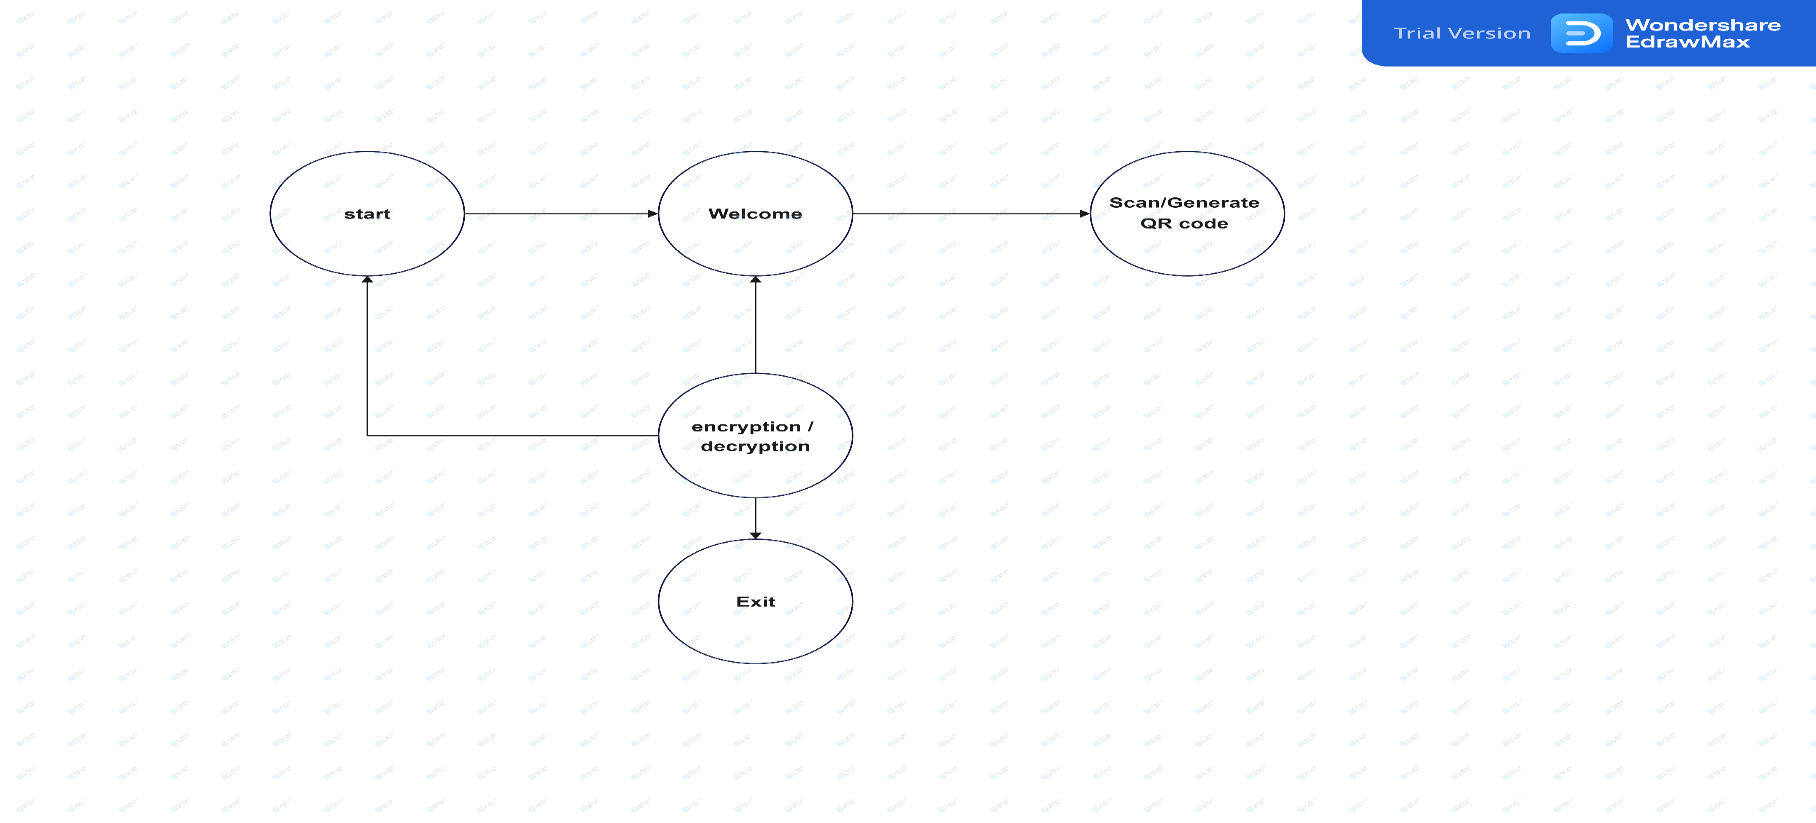 Trial Version
Wondershare
EdrawMax
start
Welcome
Scan/Generate
QR code
encryption /
decryption
Exit